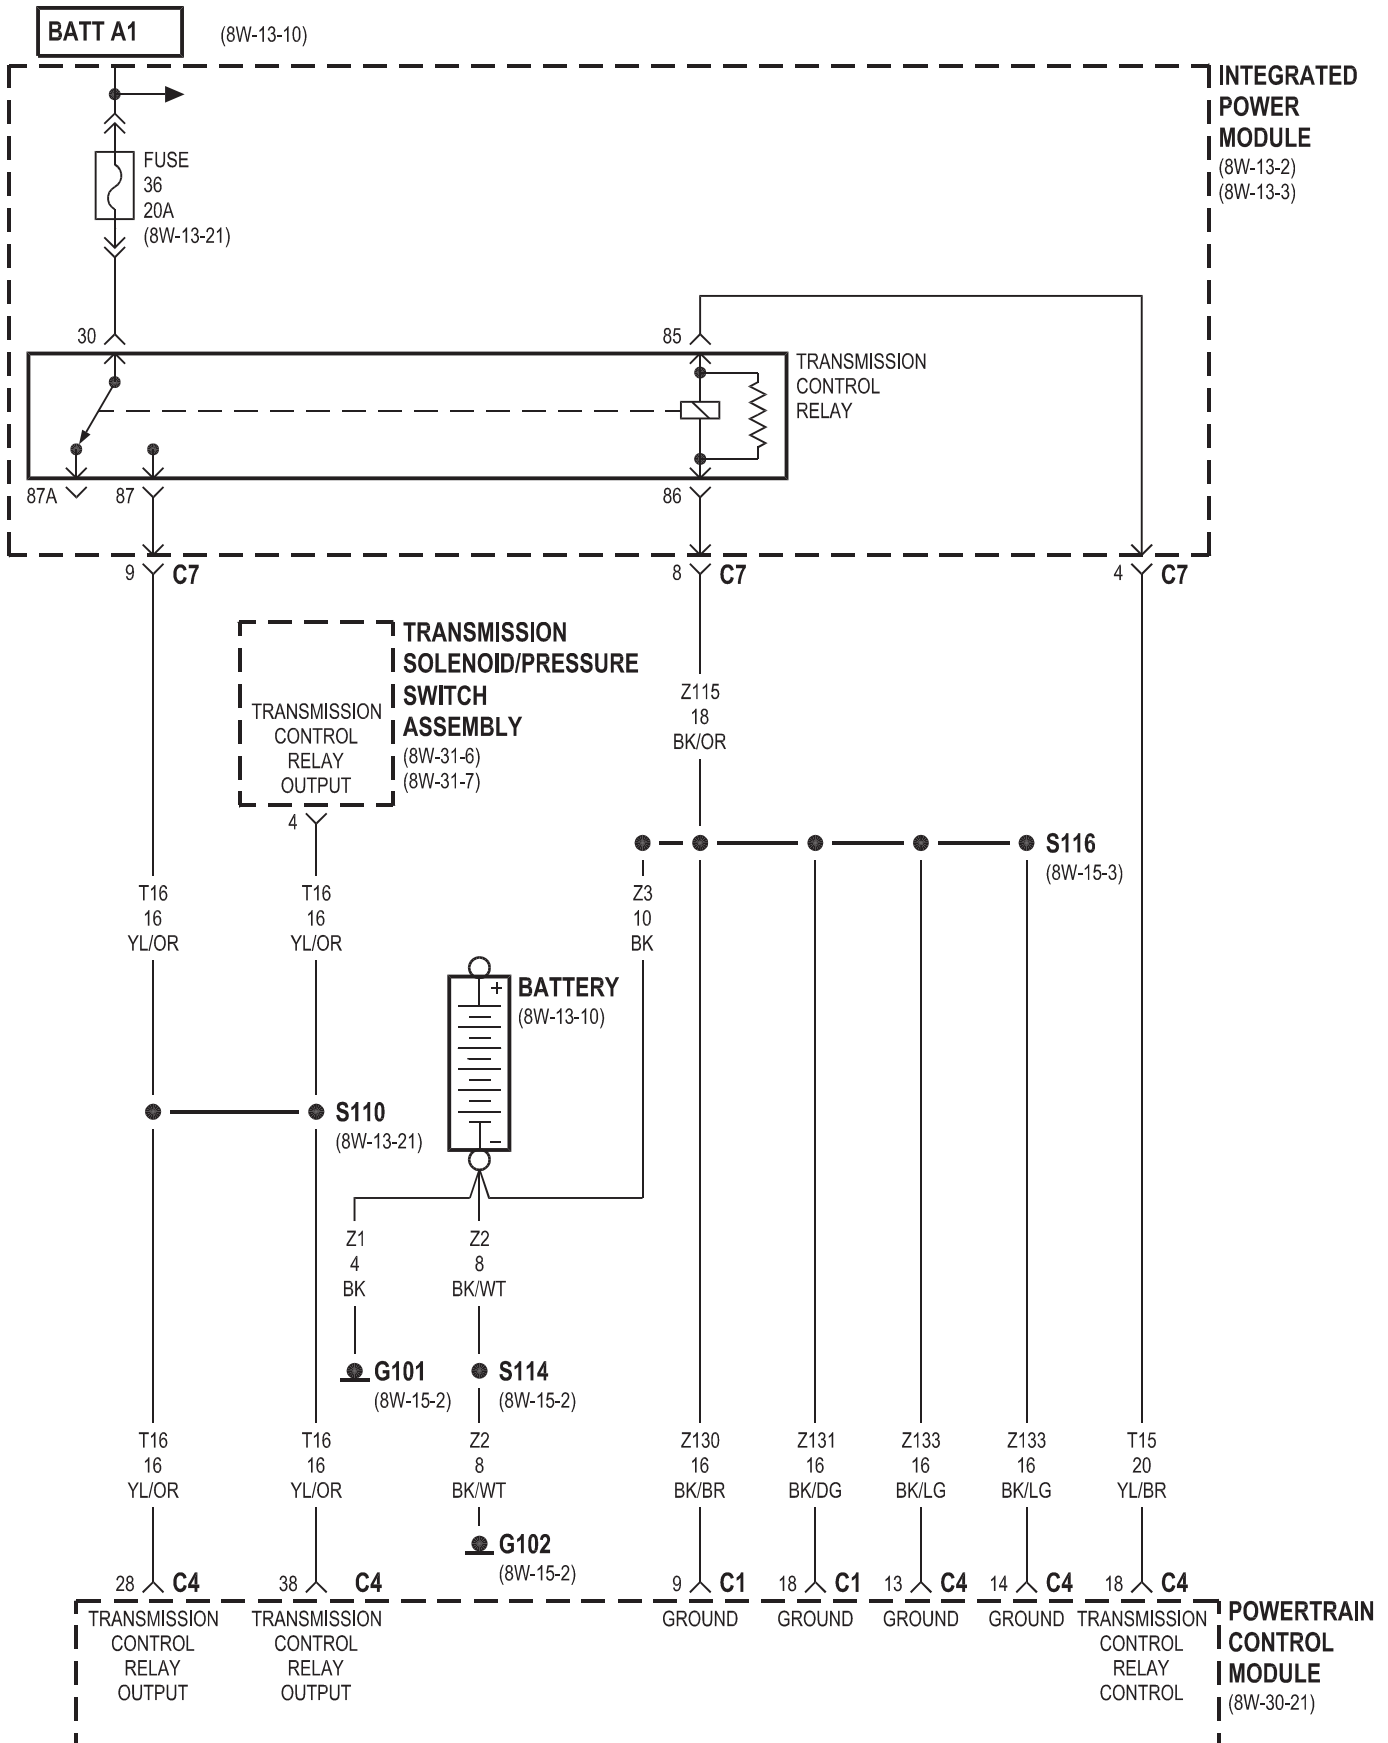 BATT A1
(8W-13-10)
INTEGRATED
POWER
MODULE
(8W-13-2)
(8W-13-3)
FUSE
36
20A
(8W-13-21)
30
85
TRANSMISSION
CONTROL
RELAY
87A
87
86
9
C7
8
C7
4
C7
TRANSMISSION
SOLENOID/PRESSURE
SWITCH
ASSEMBLY
(8W-31-6)
(8W-31-7)
TRANSMISSION
CONTROL
RELAY
OUTPUT
4
Z115
18
BK/OR
S116
(8W-15-3)
T16
16
YL/OR
T16
16
YL/OR
Z3
10
BK
+
BATTERY
(8W-13-10)
–
S110
(8W-13-21)
Z1
4
BK
Z2
8
BK/WT
G101
(8W-15-2)
S114
(8W-15-2)
T16
16
YL/OR
T16
16
YL/OR
Z2
8
BK/WT
Z130
16
BK/BR
Z131
16
BK/DG
Z133
16
BK/LG
Z133
16
BK/LG
T15
20
YL/BR
G102
(8W-15-2)
28
C4
38
C4
9
C1
18
C1
13
C4
14
C4
18
C4
TRANSMISSION
CONTROL
RELAY
OUTPUT
TRANSMISSION
CONTROL
RELAY
OUTPUT
GROUND
GROUND
GROUND
GROUND
TRANSMISSION
CONTROL
RELAY
CONTROL
POWERTRAIN
CONTROL
MODULE
(8W-30-21)